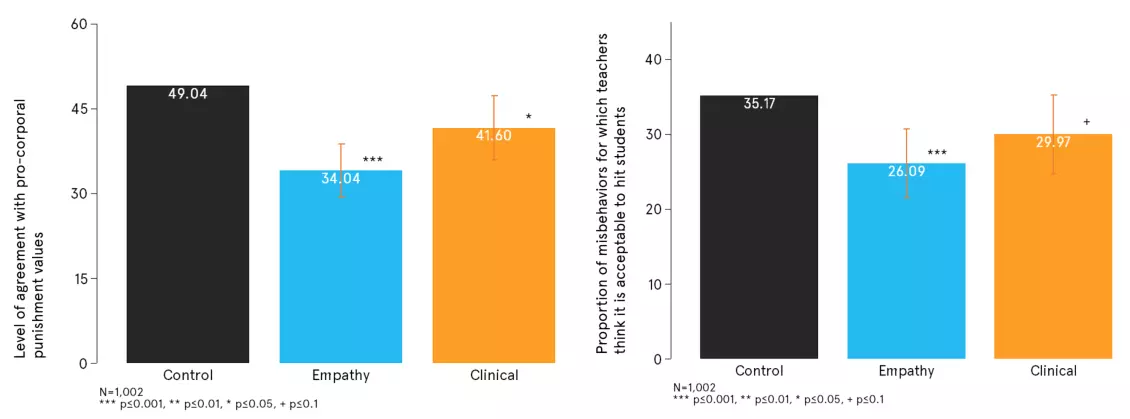 Level of agreement with pro-corporal
punishment values
60
45
30
15
0
49.04
34.04
***
41.60
*
Control
Empathy
Clinical
N=1,002
*** p≤0.001, ** p≤0.01, * p≤0.05, + p≤0.1
Proportion of misbehaviors for which teachers
think it is acceptable to hit students
40
30
20
10
0
35.17
26.09
***
29.97
+
Control
Empathy
Clinical
N=1,002
*** p≤0.001, ** p≤0.01, * p≤0.05, + p≤0.1